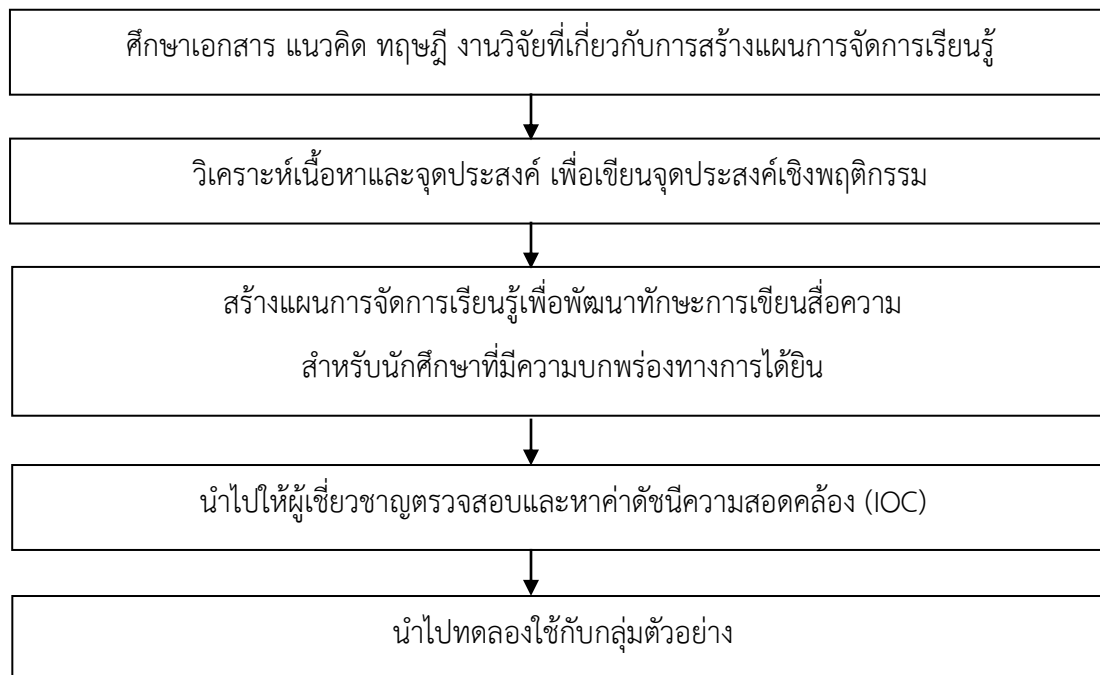 ศึกษาเอกสาร แนวคิด ทฤษฎี งานวิจัยที่เกี่ยวกับการสร้างแผนการจัดการเรียนรู้
วิเคราะห์เนื้อหาและจุดประสงค์ เพื่อเขียนจุดประสงค์เชิงพฤติกรรม
สร้างแผนการจัดการเรียนรู้เพื่อพัฒนาทักษะการเขียนสื่อความ
สำหรับนักศึกษาที่มีความบกพร่องทางการได้ยิน
นำไปให้ผู้เชี่ยวชาญตรวจสอบและหาค่าดัชนีความสอดคล้อง (IOC)
นำไปทดลองใช้กับกลุ่มตัวอย่าง